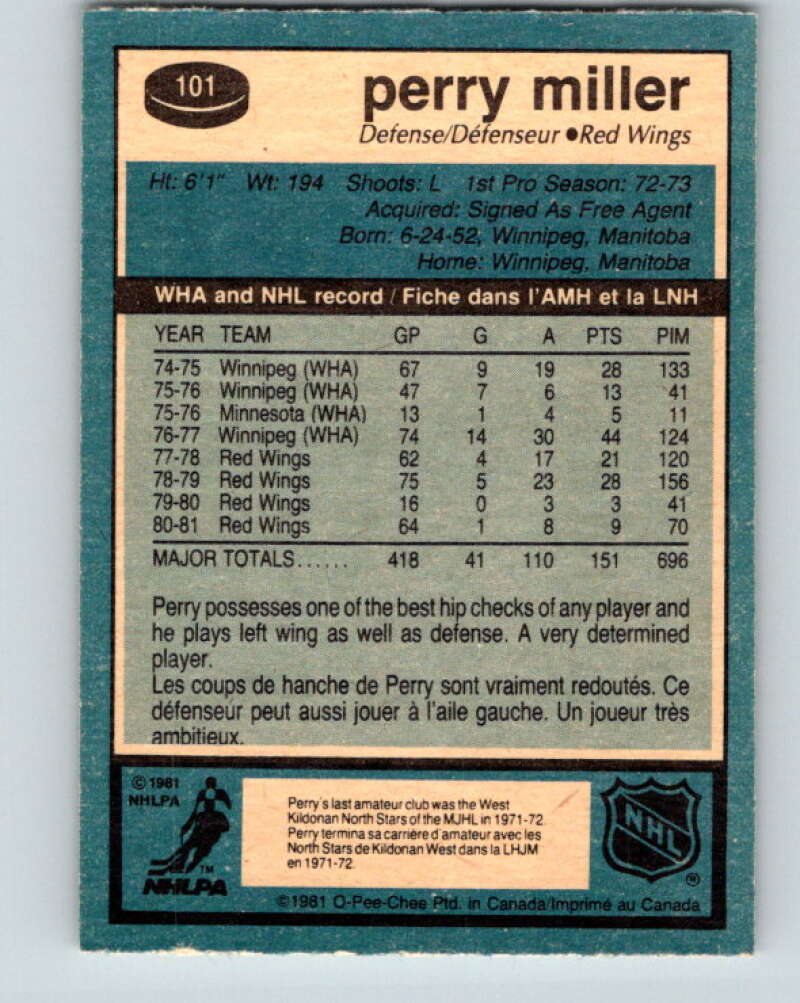 101
perry miller
Defense/Défenseur ●Red Wings
Ht: 6'1" Wt: 194 Shoots: L 1st Pro Season: 72-73
Acquired: Signed As Free Agent
Born: 6-24-52, Winnipeg, Manitoba
Home: Winnipeg, Manitoba
WHA and NHL record / Fiche dans l'AMH et la LNH
YEAR TEAM GP G A PTS PIM
74-75 Winnipeg (WHA) 67 9 19 28 133
75-76 Winnipeg (WHA) 47 7 6 13 41
75-76 Minnesota (WHA) 13 1 4 5 11
76-77 Winnipeg (WHA) 74 14 30 44 124
77-78 Red Wings 62 4 17 21 120
78-79 Red Wings 75 5 23 28 156
79-80 Red Wings 16 0 3 3 41
80-81 Red Wings 64 1 8 9 70
MAJOR TOTALS...... 418 41 110 151 696
Perry possesses one of the best hip checks of any player and
he plays left wing as well as defense. A very determined
player.
Les coups de hanche de Perry sont vraiment redoutés. Ce
défenseur peut aussi jouer à l'aile gauche. Un joueur très
ambitieux.
© 1981
NHLPA
TM
NHLPA
Perry's last amateur club was the West
Kildonan North Stars of the MJHL in 1971-72.
Perry termina sa carrière d'amateur avec les
North Stars de Kildonan West dans la LHJM
en 1971-72.
NHL
®
©1981 O-Pee-Chee Ptd. in Canada/Imprimé au Canada